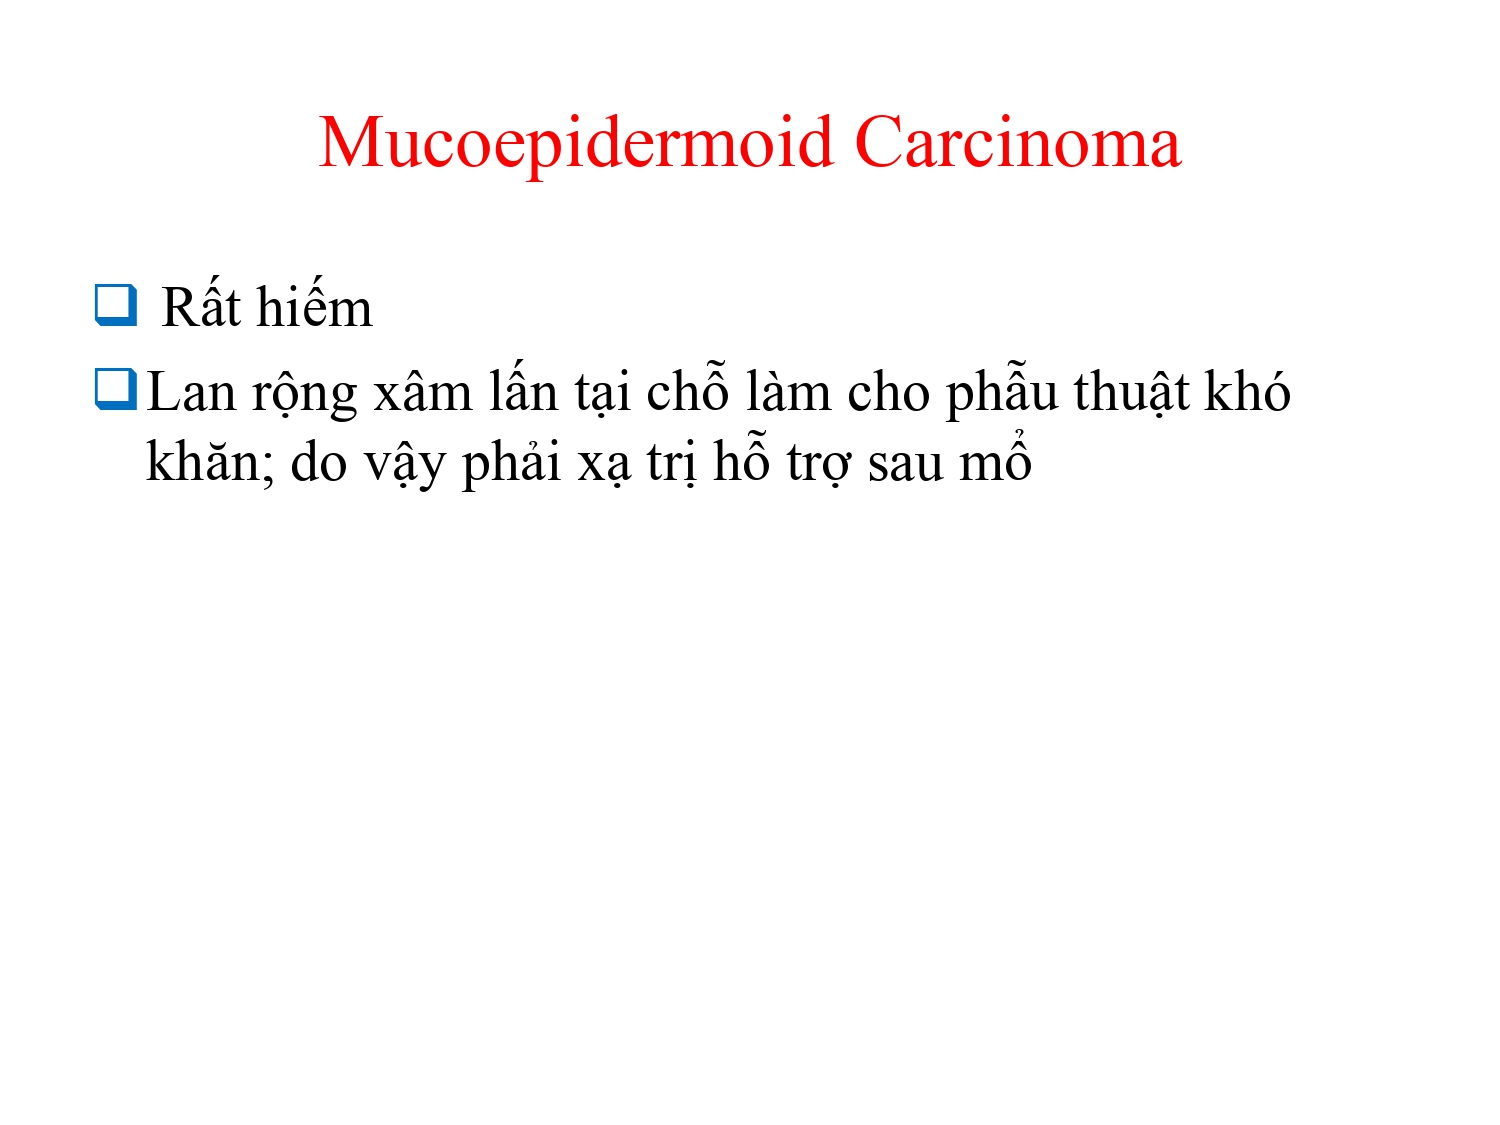 Mucoepidermoid Carcinoma
Rất hiếm
Lan rộng xâm lấn tại chỗ làm cho phẫu thuật khó
khăn; do vậy phải xạ trị hỗ trợ sau mổ